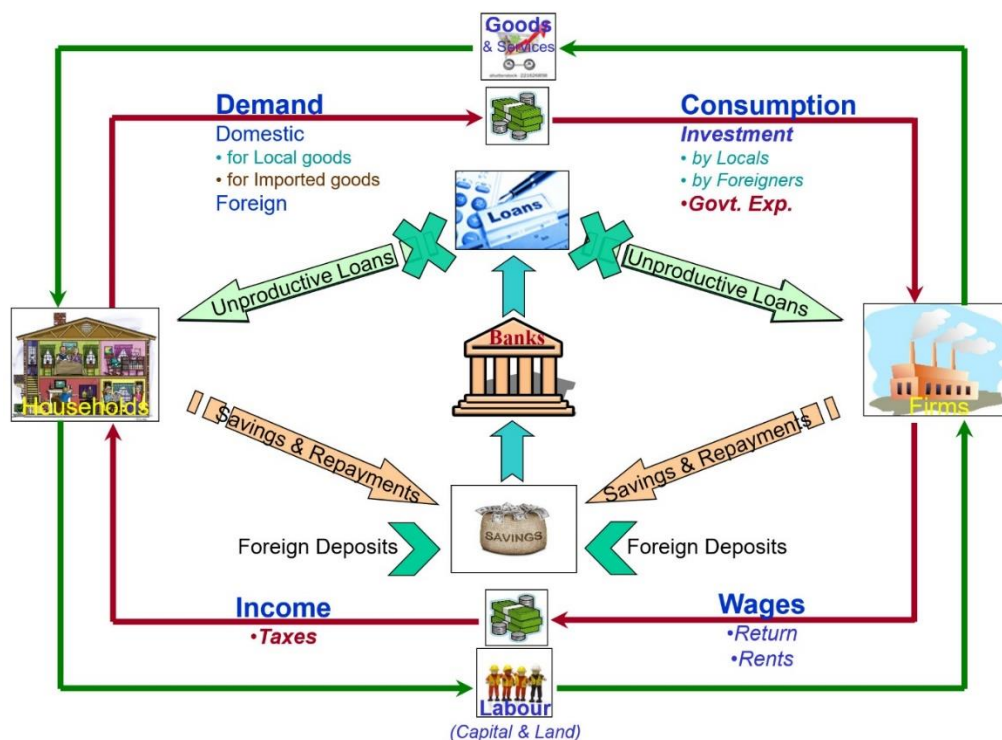 Goods
& Services
shutterstock 221626696
Demand
Domestic
• for Local goods
• for Imported goods
Foreign
Consumption
Investment
• by Locals
• by Foreigners
•Govt. Exp.
Loans
Unproductive Loans
Unproductive Loans
Banks
Households
Firms
Savings & Repayments
Savings & Repayments
SAVINGS
Foreign Deposits
Foreign Deposits
Income
•Taxes
Wages
•Return
•Rents
Labour
(Capital & Land)